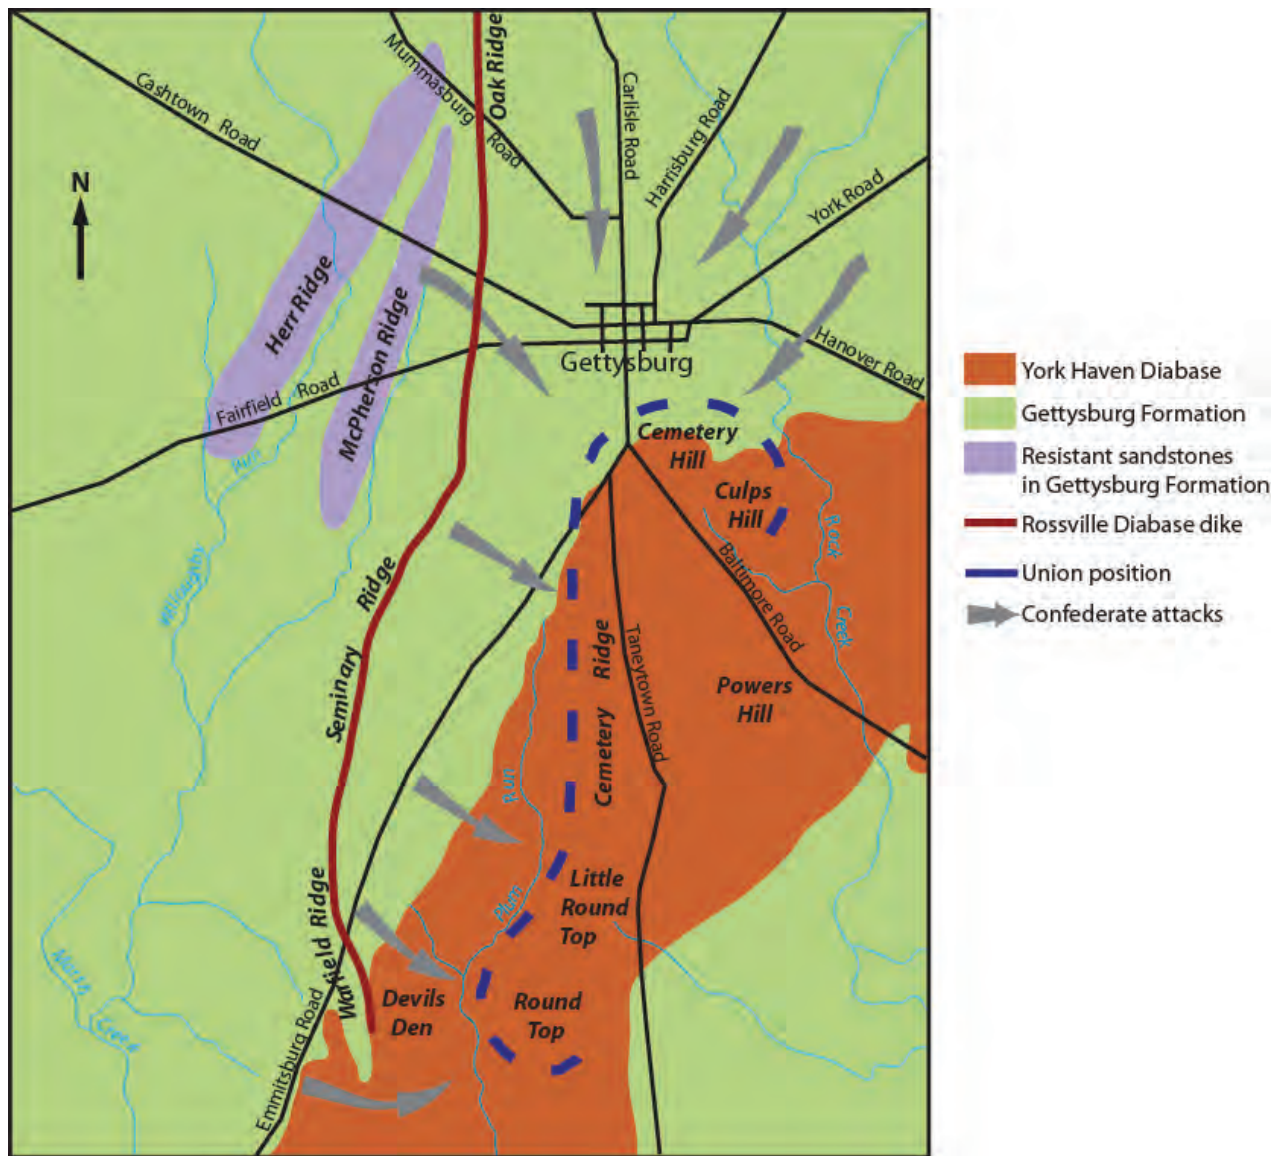 Oak Ridge
Mummasburg Road
Cashtown Road
Carlisle Road
Harrisburg Road
York Road
N
Herr Ridge
McPherson Ridge
Hanover Road
Gettysburg
Fairfield Road
Cemetery
Hill
Culps
Hill
Run
Willoughby
Rock Creek
Baltimore Road
Seminary Ridge
Taneytown Road
Cemetery Ridge
Powers
Hill
Plum Run
Little
Round
Top
Warfield Ridge
Marsh Creek
Devils
Den
Round
Top
Emmitsburg Road
York Haven Diabase
Gettysburg Formation
Resistant sandstones
in Gettysburg Formation
Rossville Diabase dike
Union position
Confederate attacks